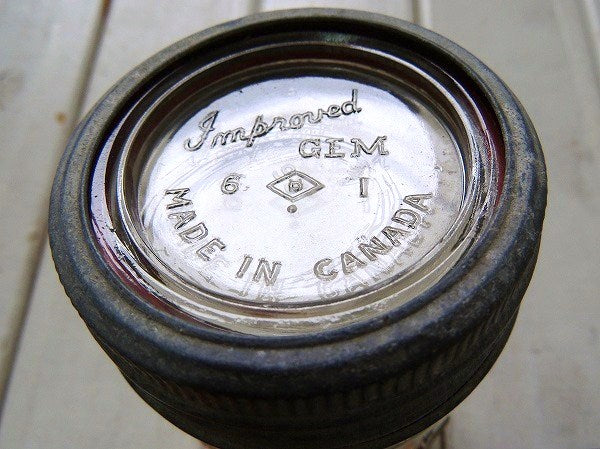 Improved
GEM
6 D 1
MADE IN CANADA